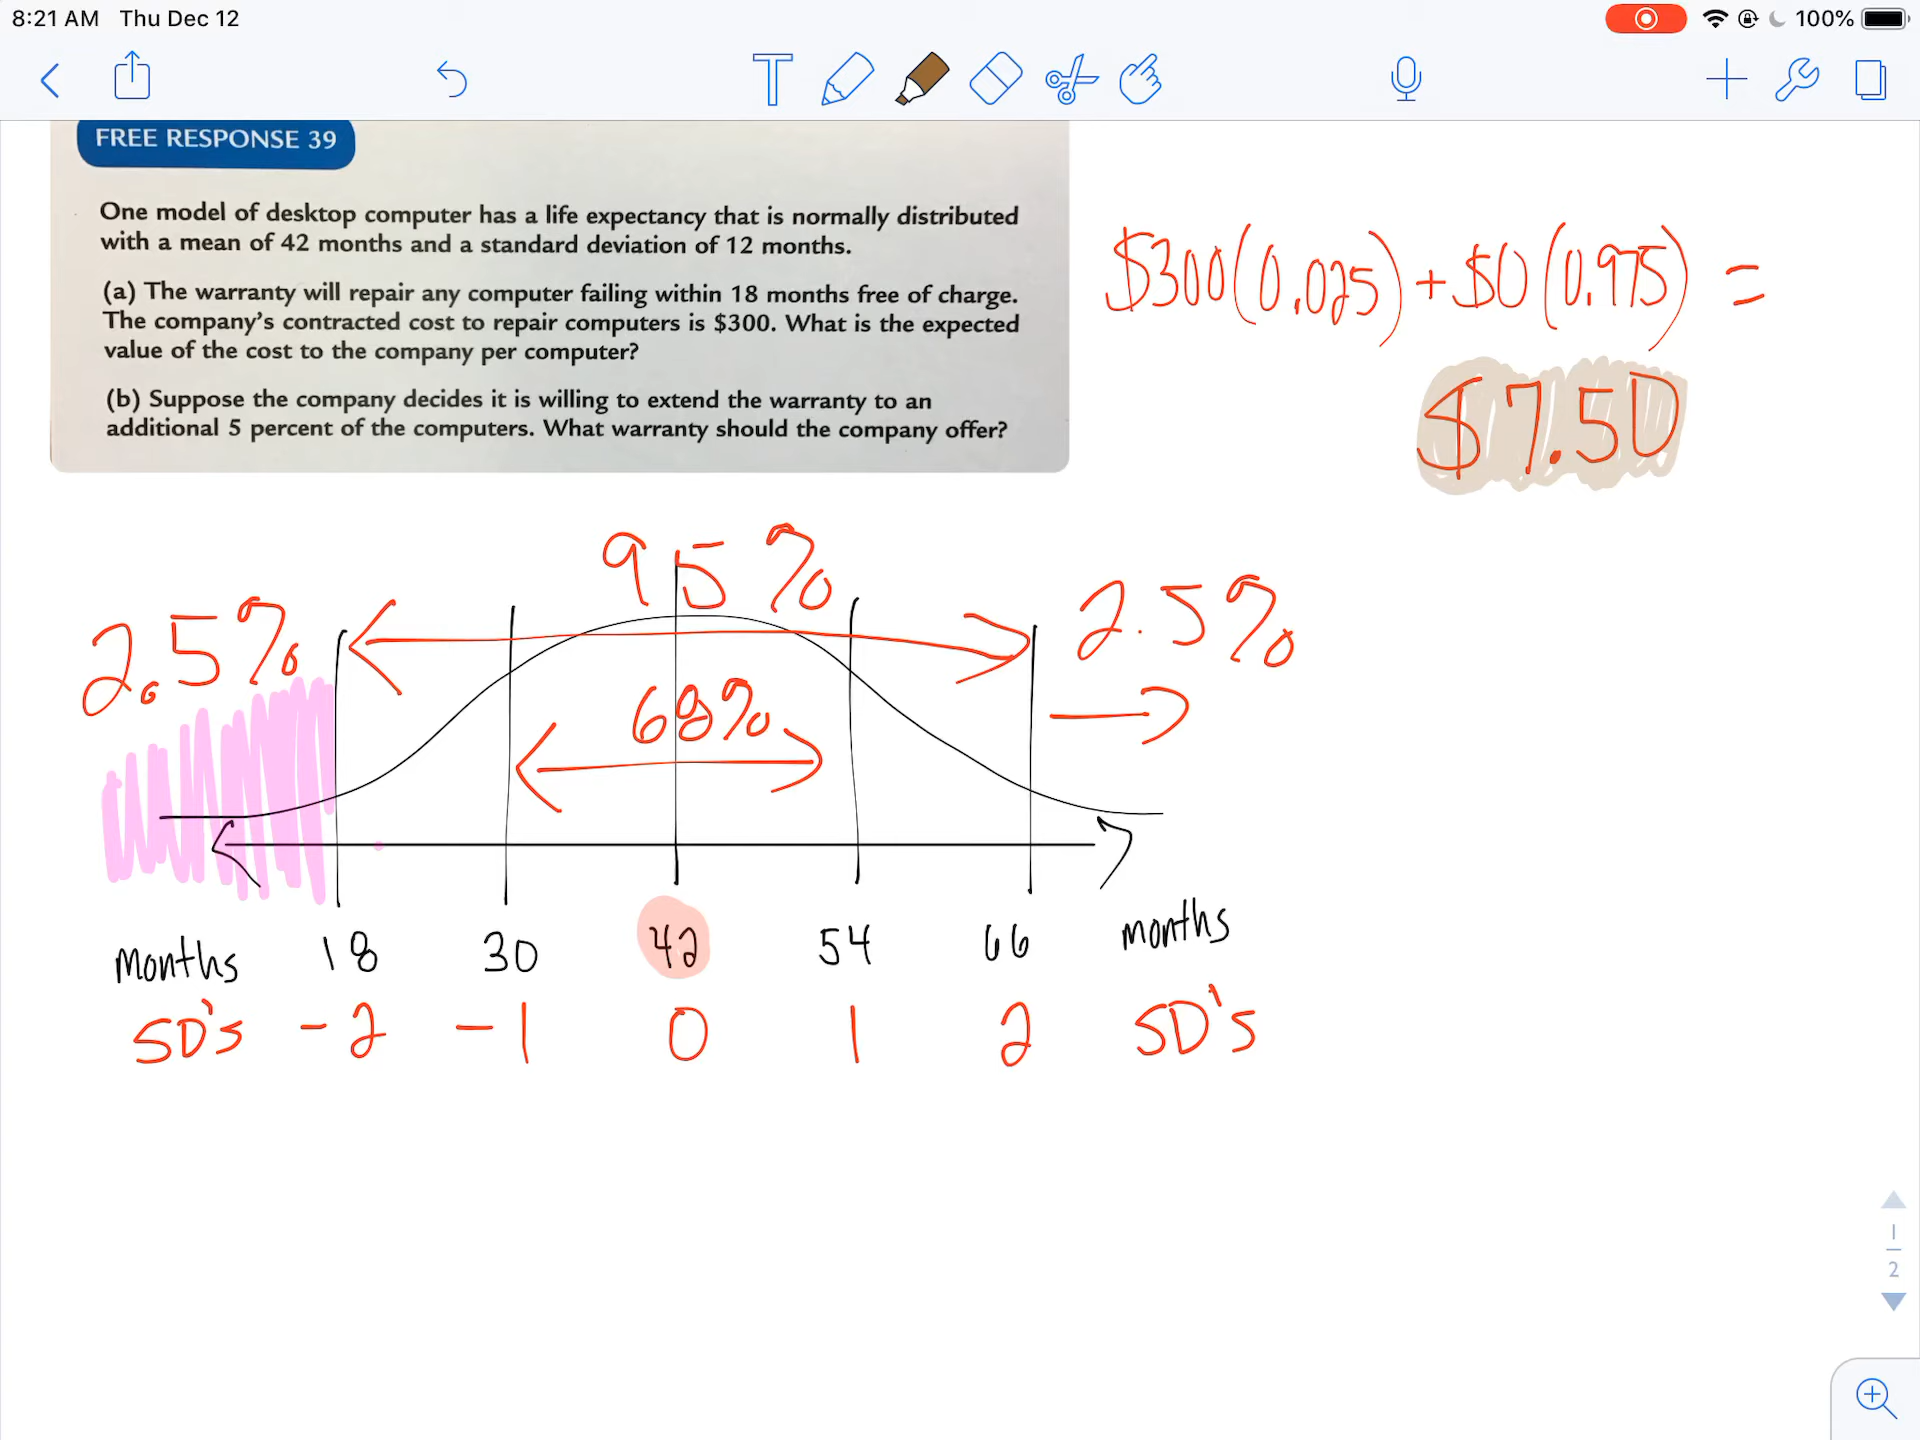 8:21 AM Thu Dec 12
100%
T
FREE RESPONSE 39
One model of desktop computer has a life expectancy that is normally distributed
with a mean of 42 months and a standard deviation of 12 months.
(a) The warranty will repair any computer failing within 18 months free of charge.
The company's contracted cost to repair computers is $300. What is the expected
value of the cost to the company per computer?
(b) Suppose the company decides it is willing to extend the warranty to an
additional 5 percent of the computers. What warranty should the company offer?
$300(0.025) + $0(0.975) =
$7.50
95%
2.5%
2.5%
68%
months 18 30 42 54 66 months
SD's -2 -1 0 1 2 SD's
1
2